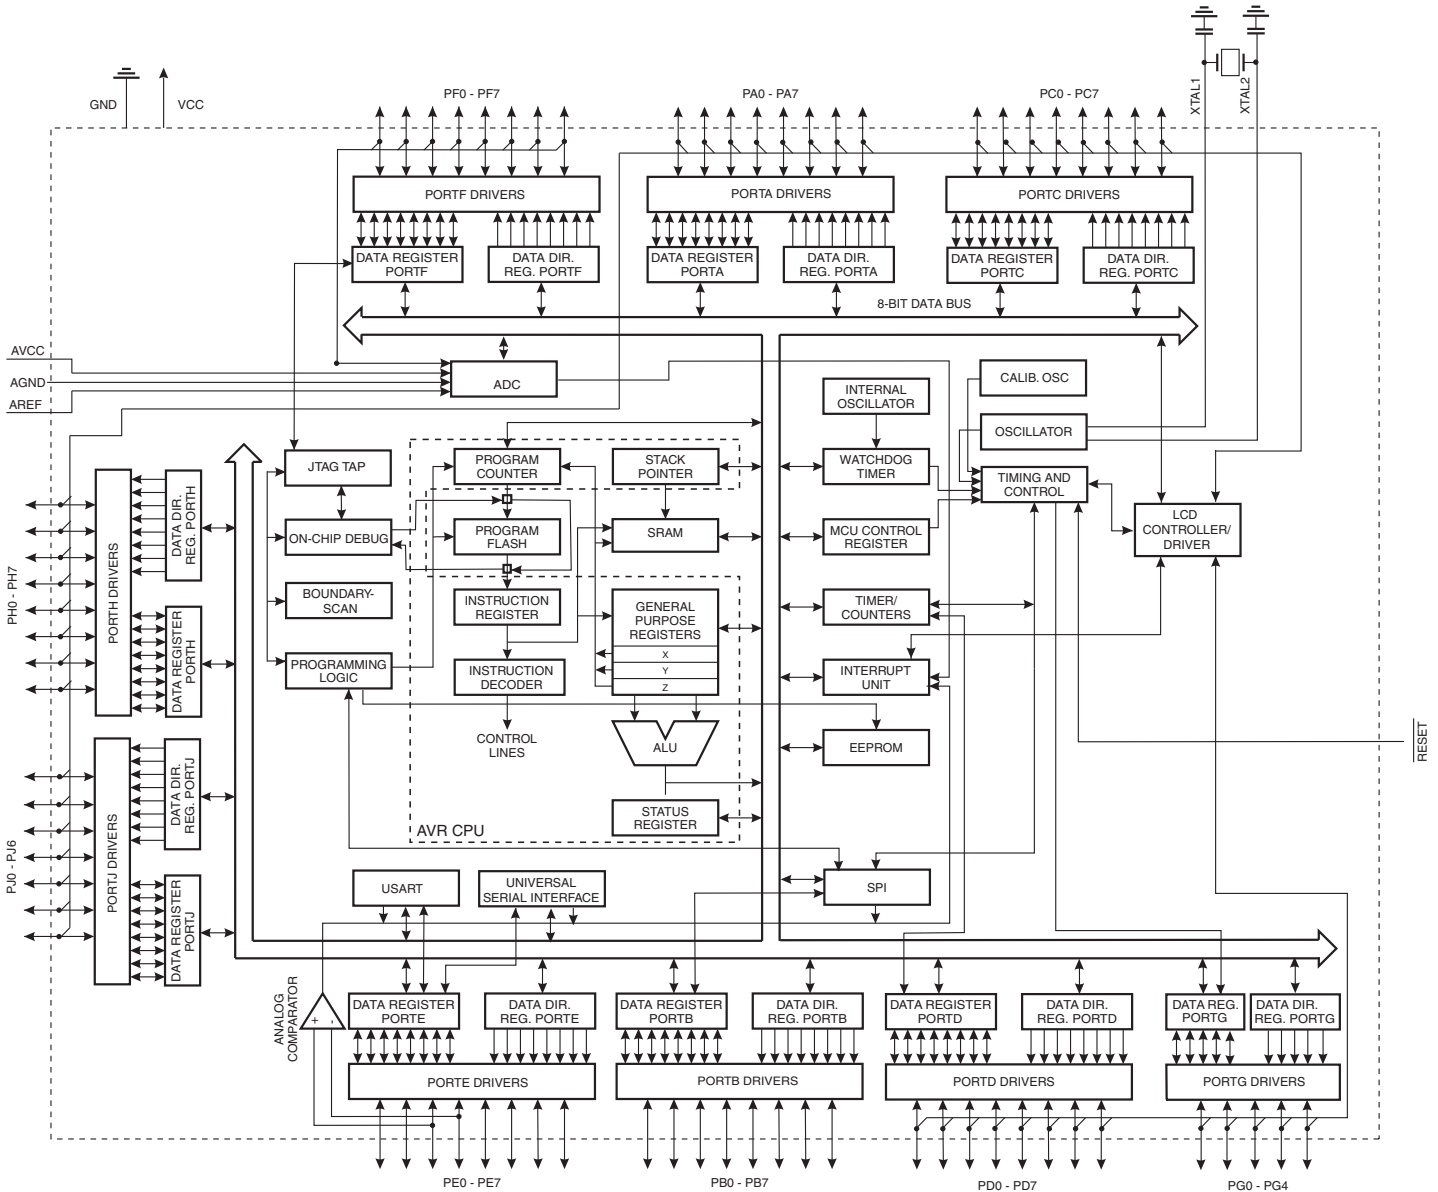 XTAL1
XTAL2
GND
VCC
PF0 - PF7
PA0 - PA7
PC0 - PC7
PORTF DRIVERS
PORTA DRIVERS
PORTC DRIVERS
DATA REGISTER
PORTF
DATA DIR.
REG. PORTF
DATA REGISTER
PORTA
DATA DIR.
REG. PORTA
DATA REGISTER
PORTC
DATA DIR.
REG. PORTC
8-BIT DATA BUS
AVCC
AGND
AREF
ADC
INTERNAL
OSCILLATOR
CALIB. OSC
OSCILLATOR
JTAG TAP
PROGRAM
COUNTER
STACK
POINTER
WATCHDOG
TIMER
TIMING AND
CONTROL
LCD
CONTROLLER/
DRIVER
ON-CHIP DEBUG
PROGRAM
FLASH
SRAM
MCU CONTROL
REGISTER
BOUNDARY-
SCAN
INSTRUCTION
REGISTER
GENERAL
PURPOSE
REGISTERS
X
Y
Z
TIMER/
COUNTERS
PROGRAMMING
LOGIC
INSTRUCTION
DECODER
INTERRUPT
UNIT
CONTROL
LINES
ALU
EEPROM
RESET
STATUS
REGISTER
AVR CPU
PH0 - PH7
PORTH DRIVERS
DATA DIR.
REG. PORTH
DATA REGISTER
PORTH
PJ0 - PJ6
PORTJ DRIVERS
DATA DIR.
REG. PORTJ
DATA REGISTER
PORTJ
USART
UNIVERSAL
SERIAL INTERFACE
SPI
ANALOG
COMPARATOR
+
-
DATA REGISTER
PORTE
DATA DIR.
REG. PORTE
DATA REGISTER
PORTB
DATA DIR.
REG. PORTB
DATA REGISTER
PORTD
DATA DIR.
REG. PORTD
DATA REG.
PORTG
DATA DIR.
REG. PORTG
PORTE DRIVERS
PORTB DRIVERS
PORTD DRIVERS
PORTG DRIVERS
PE0 - PE7
PB0 - PB7
PD0 - PD7
PG0 - PG4